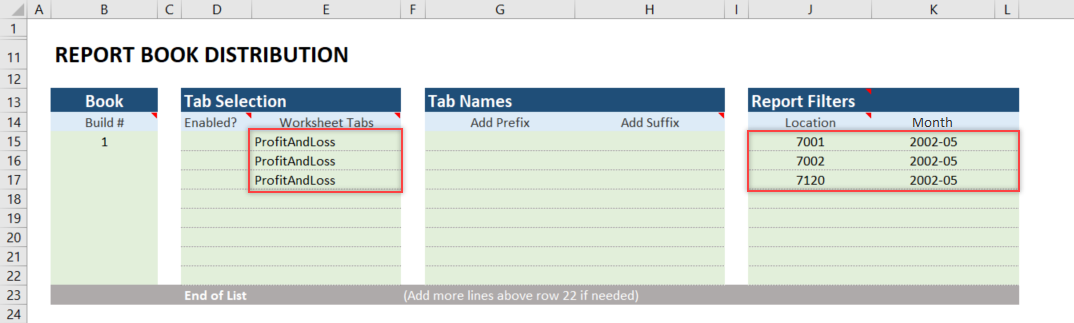 A B C D E F G H I J K L
1
11 REPORT BOOK DISTRIBUTION
12
13 Book Tab Selection Tab Names Report Filters
14 Build # Enabled? Worksheet Tabs Add Prefix Add Suffix Location Month
15 1 ProfitAndLoss 7001 2002-05
16 ProfitAndLoss 7002 2002-05
17 ProfitAndLoss 7120 2002-05
18
19
20
21
22
23 End of List (Add more lines above row 22 if needed)
24